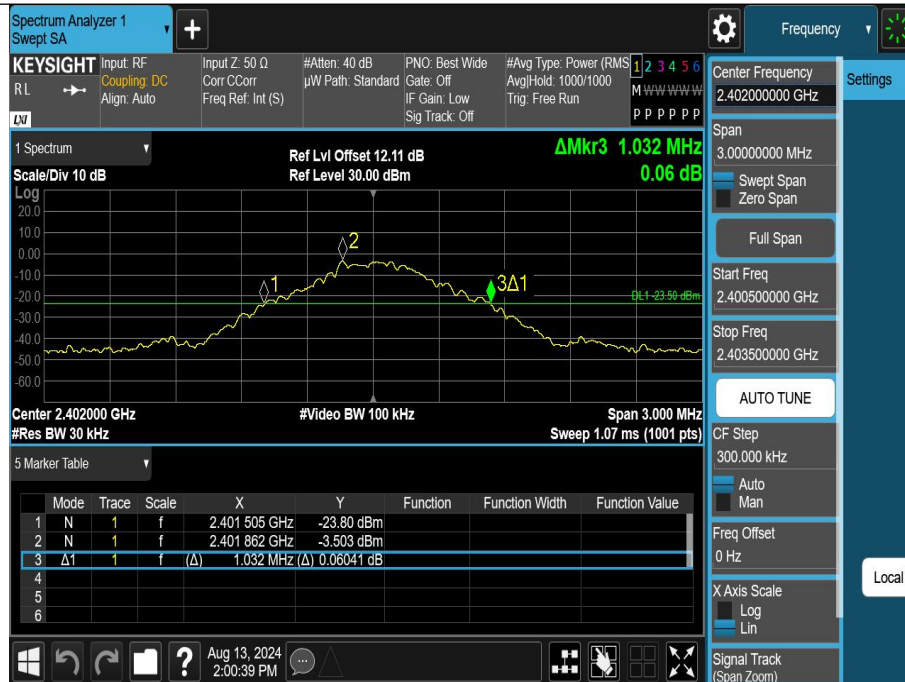 Spectrum Analyzer 1
Swept SA
+
Frequency
KEYSIGHT
RL
LXI
Input: RF
Coupling: DC
Align: Auto
Input Z: 50 Ω
Corr CCorr
Freq Ref: Int (S)
#Atten: 40 dB
µW Path: Standard
PNO: Best Wide
Gate: Off
IF Gain: Low
Sig Track: Off
#Avg Type: Power (RMS
Avg|Hold: 1000/1000
Trig: Free Run
1 2 3 4 5 6
M W W W W W
P P P P P P
1 Spectrum
Scale/Div 10 dB
Ref Lvl Offset 12.11 dB
Ref Level 30.00 dBm
ΔMkr3 1.032 MHz
0.06 dB
Log
20.0
10.0
0.00
-10.0
-20.0
-30.0
-40.0
-50.0
-60.0
1
2
3Δ1
DL1 -23.50 dBm
Center 2.402000 GHz
#Video BW 100 kHz
Span 3.000 MHz
#Res BW 30 kHz
Sweep 1.07 ms (1001 pts)
5 Marker Table
Mode Trace Scale X Y Function Function Width Function Value
1 N 1 f 2.401 505 GHz -23.80 dBm
2 N 1 f 2.401 862 GHz -3.503 dBm
3 Δ1 1 f (Δ) 1.032 MHz (Δ) 0.06041 dB
4
5
6
Aug 13, 2024
2:00:39 PM
?
Center Frequency
2.402000000 GHz
Settings
Span
3.00000000 MHz
Swept Span
Zero Span
Full Span
Start Freq
2.400500000 GHz
Stop Freq
2.403500000 GHz
AUTO TUNE
CF Step
300.000 kHz
Auto
Man
Freq Offset
0 Hz
Local
X Axis Scale
Log
Lin
Signal Track
(Span Zoom)